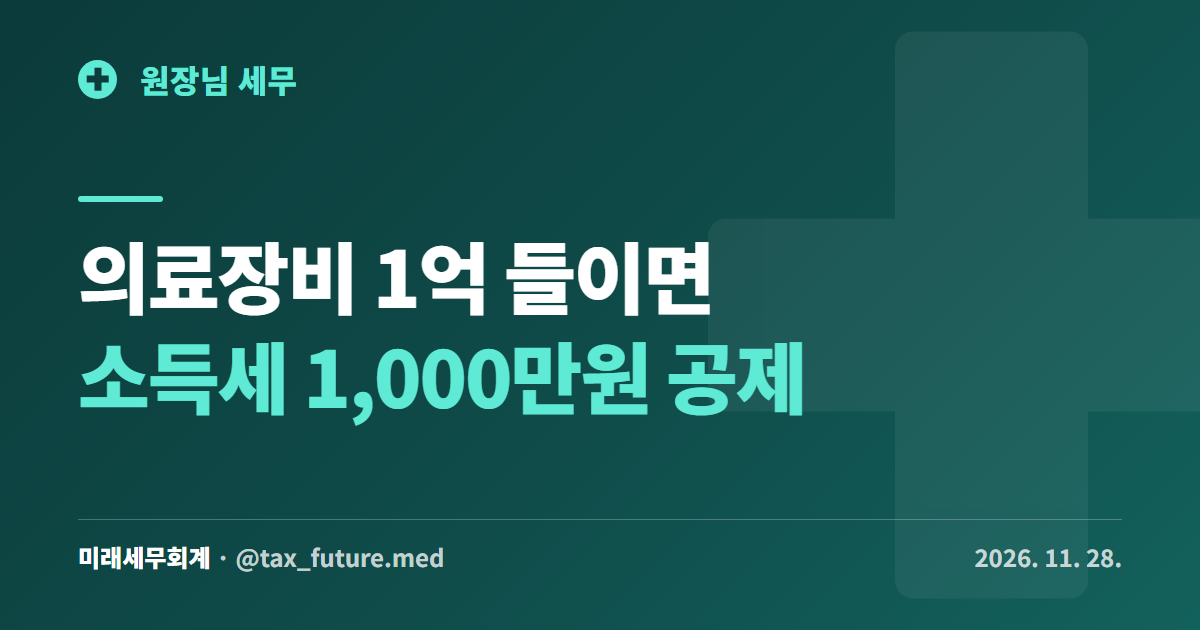 원장님 세무
의료장비 1억 들이면
소득세 1,000만원 공제
미래세무회계 · @tax_future.med
2026. 11. 28.